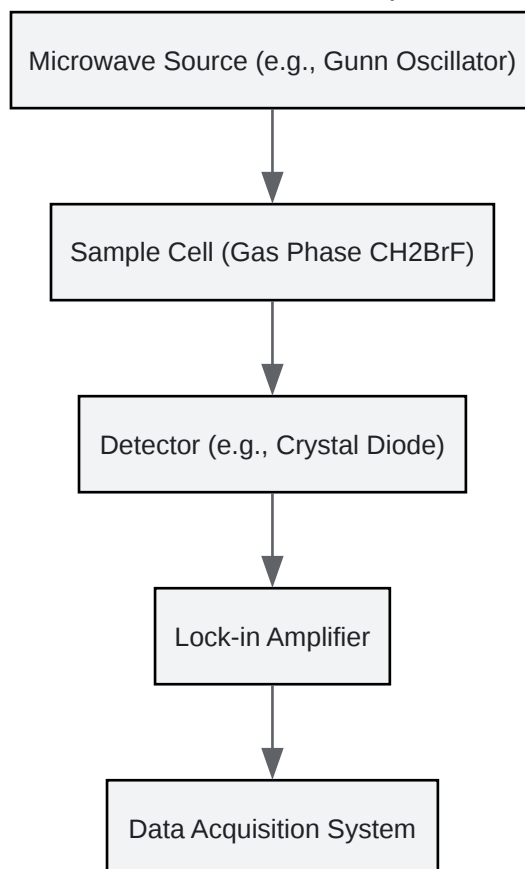 Microwave Source (e.g., Gunn Oscillator)
Sample Cell (Gas Phase CH2BrF)
Detector (e.g., Crystal Diode)
Lock-in Amplifier
Data Acquisition System